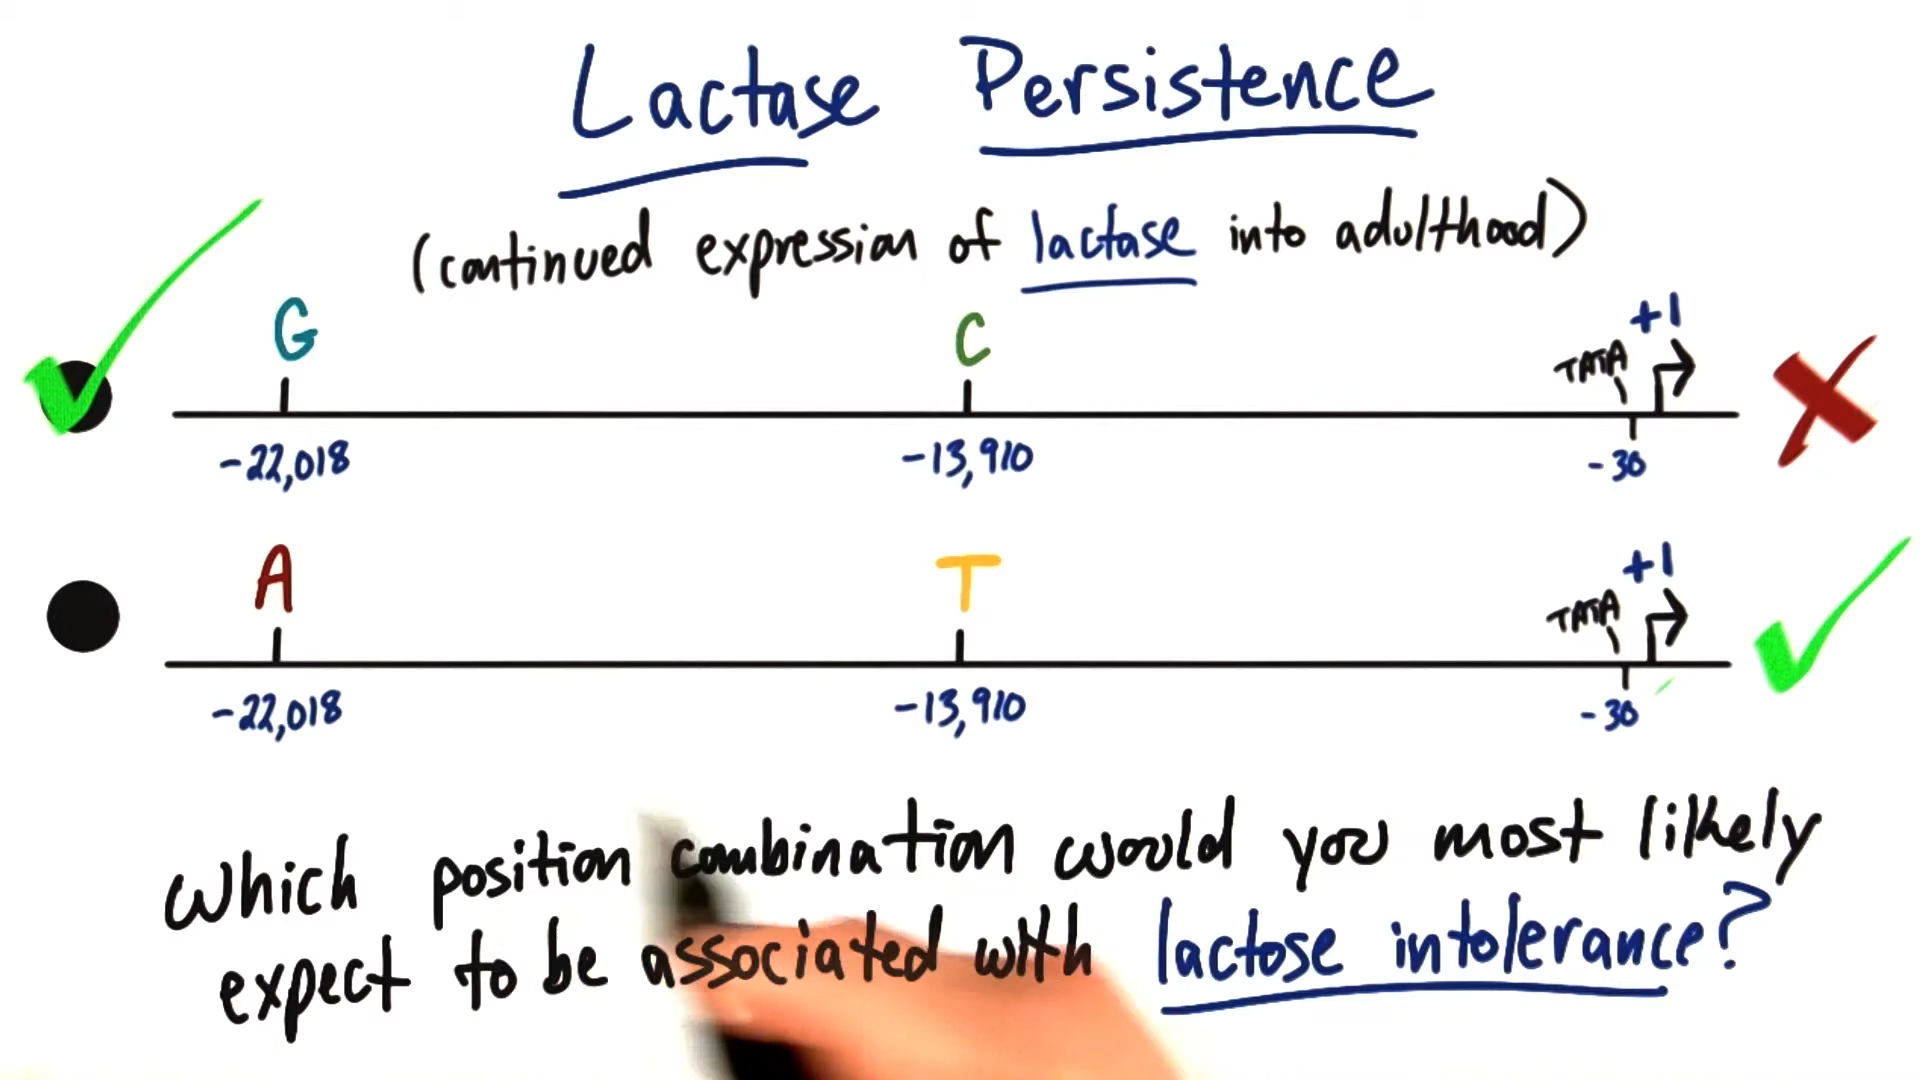 Lactase Persistence
(continued expression of lactase into adulthood)
G C +1
TATA
-22,018 -13,910 -30
A T +1
TATA
-22,018 -13,910 -30
Which position combination would you most likely
expect to be associated with lactose intolerance?